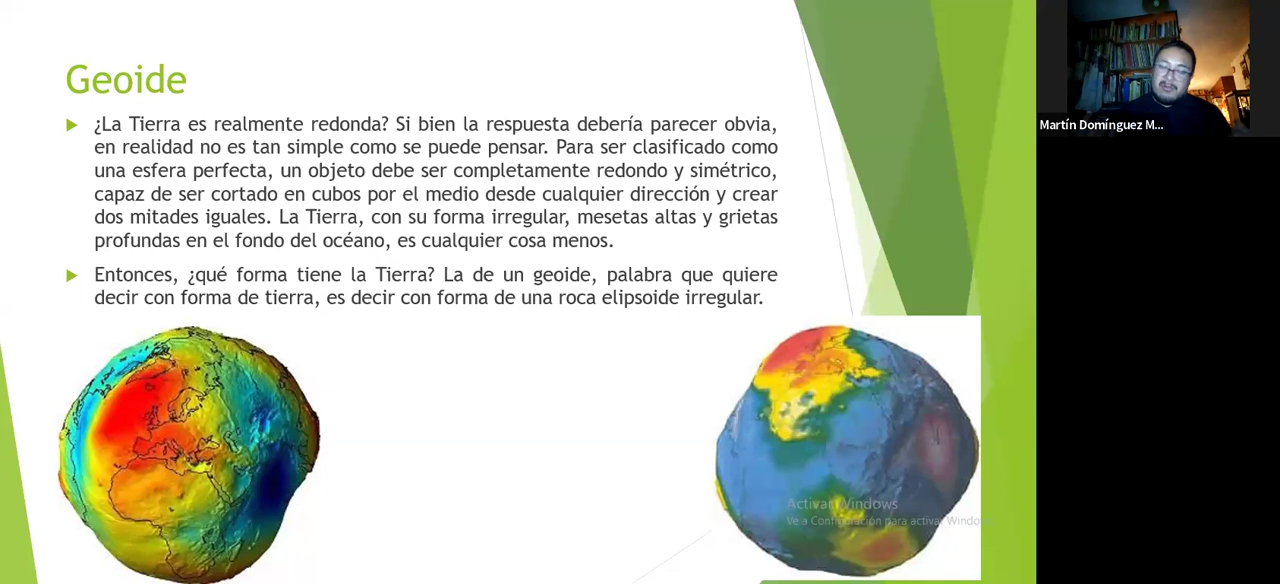 Geoide
¿La Tierra es realmente redonda? Si bien la respuesta debería parecer obvia,
en realidad no es tan simple como se puede pensar. Para ser clasificado como
una esfera perfecta, un objeto debe ser completamente redondo y simétrico,
capaz de ser cortado en cubos por el medio desde cualquier dirección y crear
dos mitades iguales. La Tierra, con su forma irregular, mesetas altas y grietas
profundas en el fondo del océano, es cualquier cosa menos.
Entonces, ¿qué forma tiene la Tierra? La de un geoide, palabra que quiere
decir con forma de tierra, es decir con forma de una roca elipsoide irregular.
Activar Windows
Ve a Configuración para activar Windows
Martín Domínguez M...